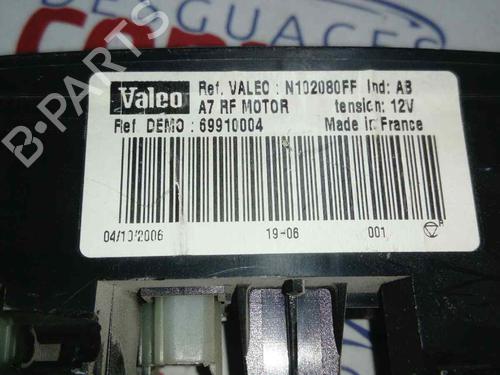 DESGUACES
Valeo
Ref. VALEO : N102080FF Ind: AB
A7 RF MOTOR tension: 12V
Ref DEMO : 69910004 Made in France
04/10/2006 19-06 001
B-PARTS